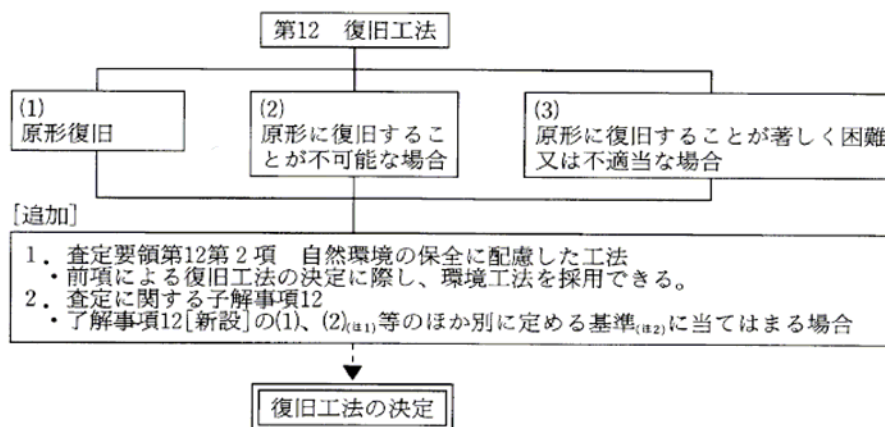 第12　復旧工法
(1)
原形復旧
(2)
原形に復旧するこ
とが不可能な場合
(3)
原形に復旧することが著しく困難
又は不適当な場合
[追加]
1．査定要領第12第2項　自然環境の保全に配慮した工法
・前項による復旧工法の決定に際し、環境工法を採用できる。
2．査定に関する子解事項12
・了解事項12[新設]の(1)、(2)(注1)等のほか別に定める基準(注2)に当てはまる場合
復旧工法の決定